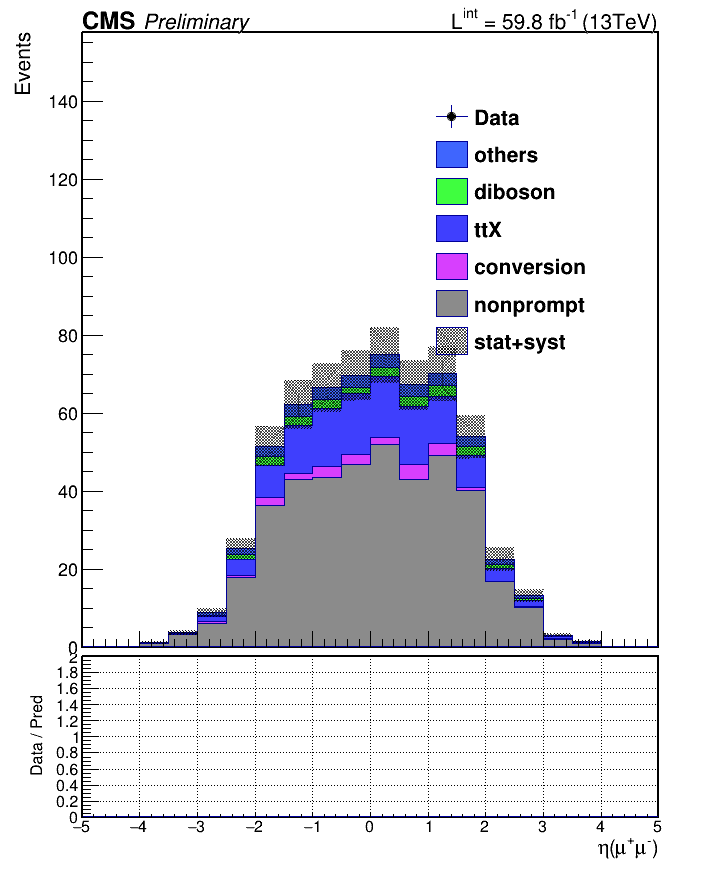 CMS Preliminary L^int = 59.8 fb^-1 (13TeV)
Events
140
120
100
80
60
40
20
0
Data
others
diboson
ttX
conversion
nonprompt
stat+syst
Data / Pred
2
1.8
1.6
1.4
1.2
1
0.8
0.6
0.4
0.2
0
−5 −4 −3 −2 −1 0 1 2 3 4 5
η(μ⁺μ⁻)